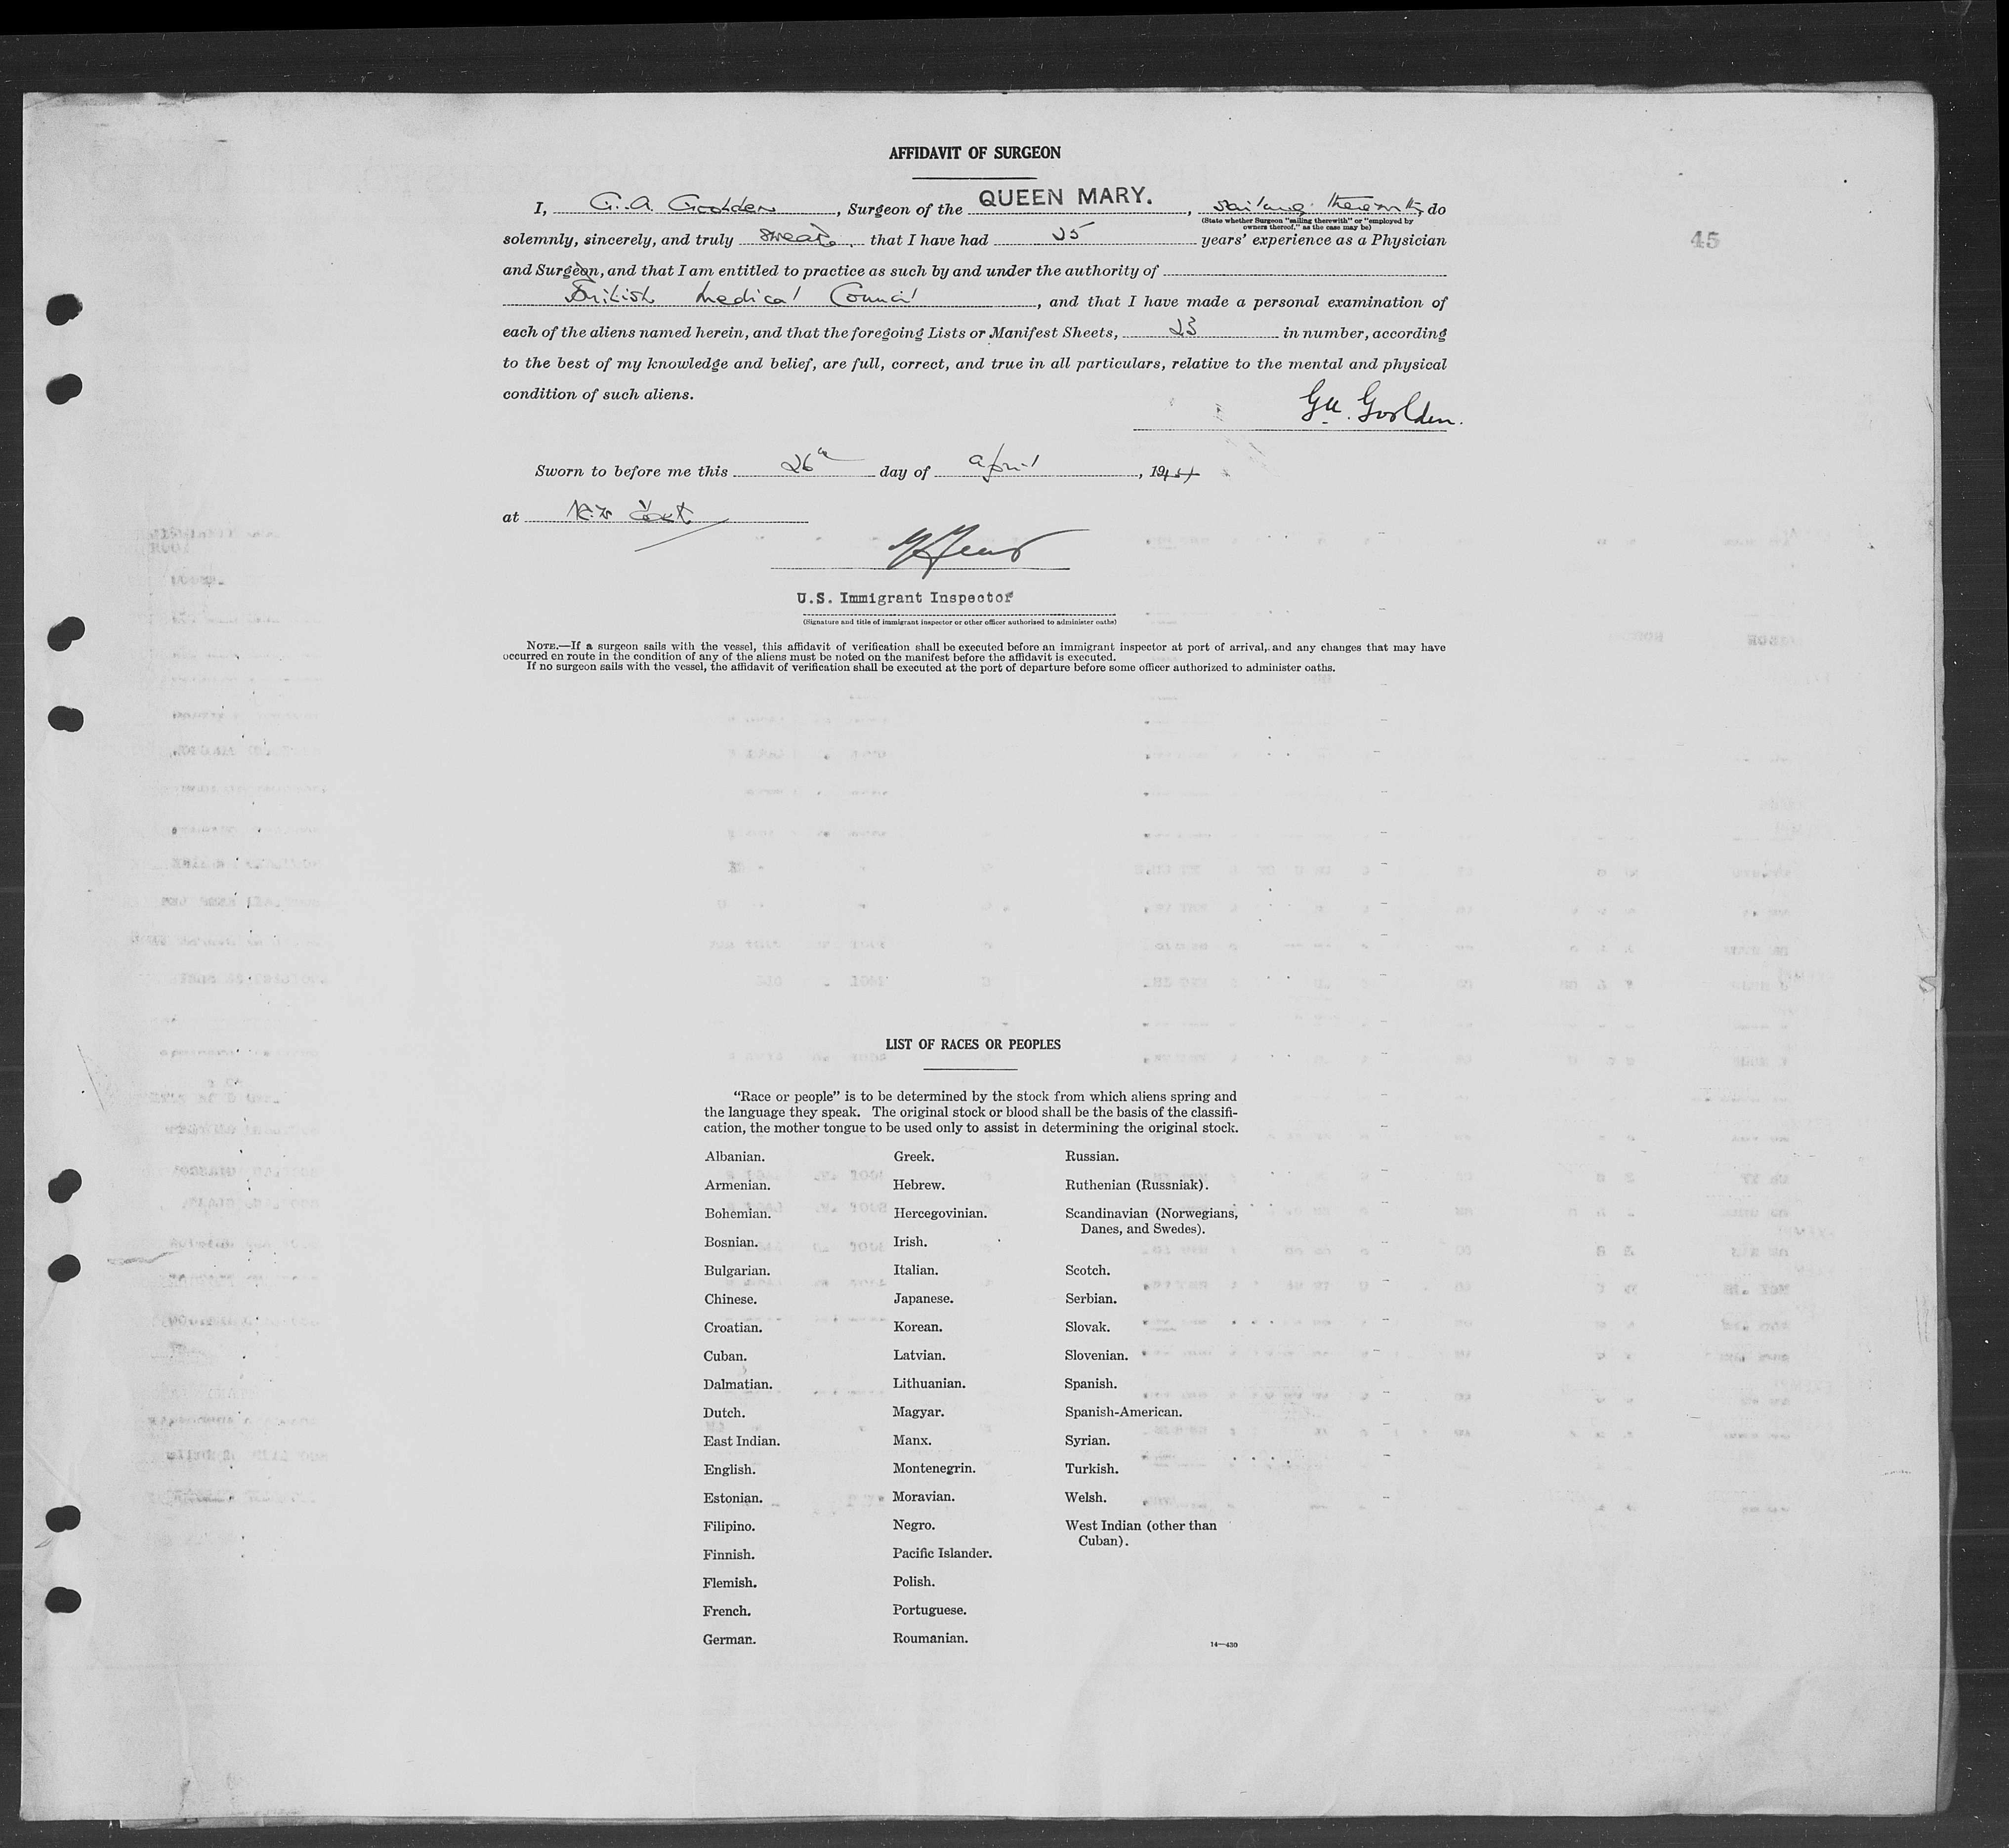 AFFIDAVIT OF SURGEON
I, G. A. Goolden, Surgeon of the QUEEN MARY., sailing therewith, do
(State whether Surgeon "sailing therewith" or "employed by
owners thereof," as the case may be)
solemnly, sincerely, and truly swear that I have had 25 years' experience as a Physician
45
and Surgeon, and that I am entitled to practice as such by and under the authority of
British Medical Council, and that I have made a personal examination of
each of the aliens named herein, and that the foregoing Lists or Manifest Sheets, 23 in number, according
to the best of my knowledge and belief, are full, correct, and true in all particulars, relative to the mental and physical
condition of such aliens.
G.A. Goolden.
Sworn to before me this 26th day of April, 19
at
U.S. Immigrant Inspector
(Signature and title of immigrant inspector or other officer authorized to administer oaths)
NOTE.—If a surgeon sails with the vessel, this affidavit of verification shall be executed before an immigrant inspector at port of arrival, and any changes that may have
occurred en route in the condition of any of the aliens must be noted on the manifest before the affidavit is executed.
If no surgeon sails with the vessel, the affidavit of verification shall be executed at the port of departure before some officer authorized to administer oaths.
LIST OF RACES OR PEOPLES
"Race or people" is to be determined by the stock from which aliens spring and
the language they speak. The original stock or blood shall be the basis of the classifi-
cation, the mother tongue to be used only to assist in determining the original stock.
Albanian.
Armenian.
Bohemian.
Bosnian.
Bulgarian.
Chinese.
Croatian.
Cuban.
Dalmatian.
Dutch.
East Indian.
English.
Estonian.
Filipino.
Finnish.
Flemish.
French.
German.
Greek.
Hebrew.
Hercegovinian.
Irish.
Italian.
Japanese.
Korean.
Latvian.
Lithuanian.
Magyar.
Manx.
Montenegrin.
Moravian.
Negro.
Pacific Islander.
Polish.
Portuguese.
Roumanian.
Russian.
Ruthenian (Russniak).
Scandinavian (Norwegians,
Danes, and Swedes).
Scotch.
Serbian.
Slovak.
Slovenian.
Spanish.
Spanish-American.
Syrian.
Turkish.
Welsh.
West Indian (other than
Cuban).
14—430